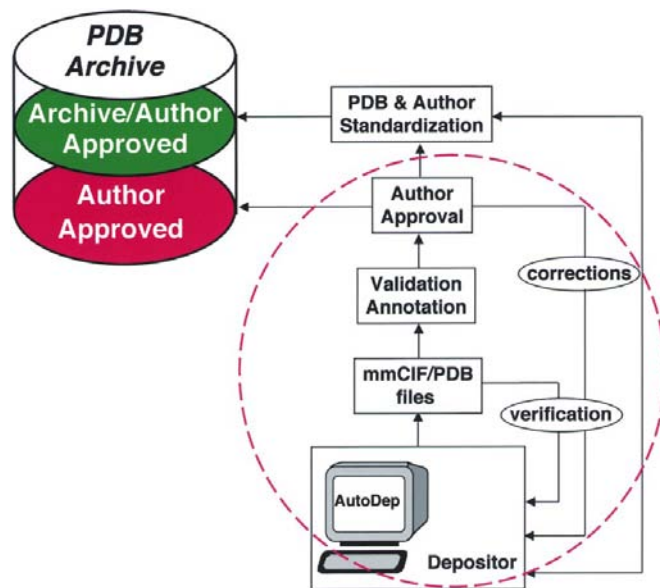 PDB
Archive
Archive/Author
Approved
Author
Approved
PDB & Author
Standardization
Author
Approval
corrections
Validation
Annotation
mmCIF/PDB
files
verification
AutoDep
Depositor